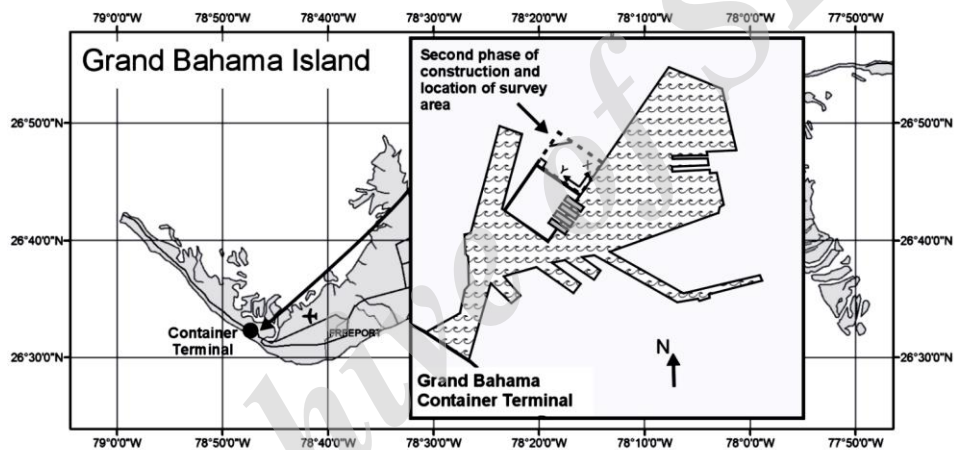 79°0'0"W 78°50'0"W 78°40'0"W 78°30'0"W 78°20'0"W 78°10'0"W 78°0'0"W 77°50'0"W
Grand Bahama Island
Second phase of
construction and
location of survey
area
26°50'0"N 26°50'0"N
Y X
26°40'0"N 26°40'0"N
Container
Terminal
FREEPORT
N
26°30'0"N 26°30'0"N
Grand Bahama
Container Terminal
79°0'0"W 78°50'0"W 78°40'0"W 78°30'0"W 78°20'0"W 78°10'0"W 78°0'0"W 77°50'0"W